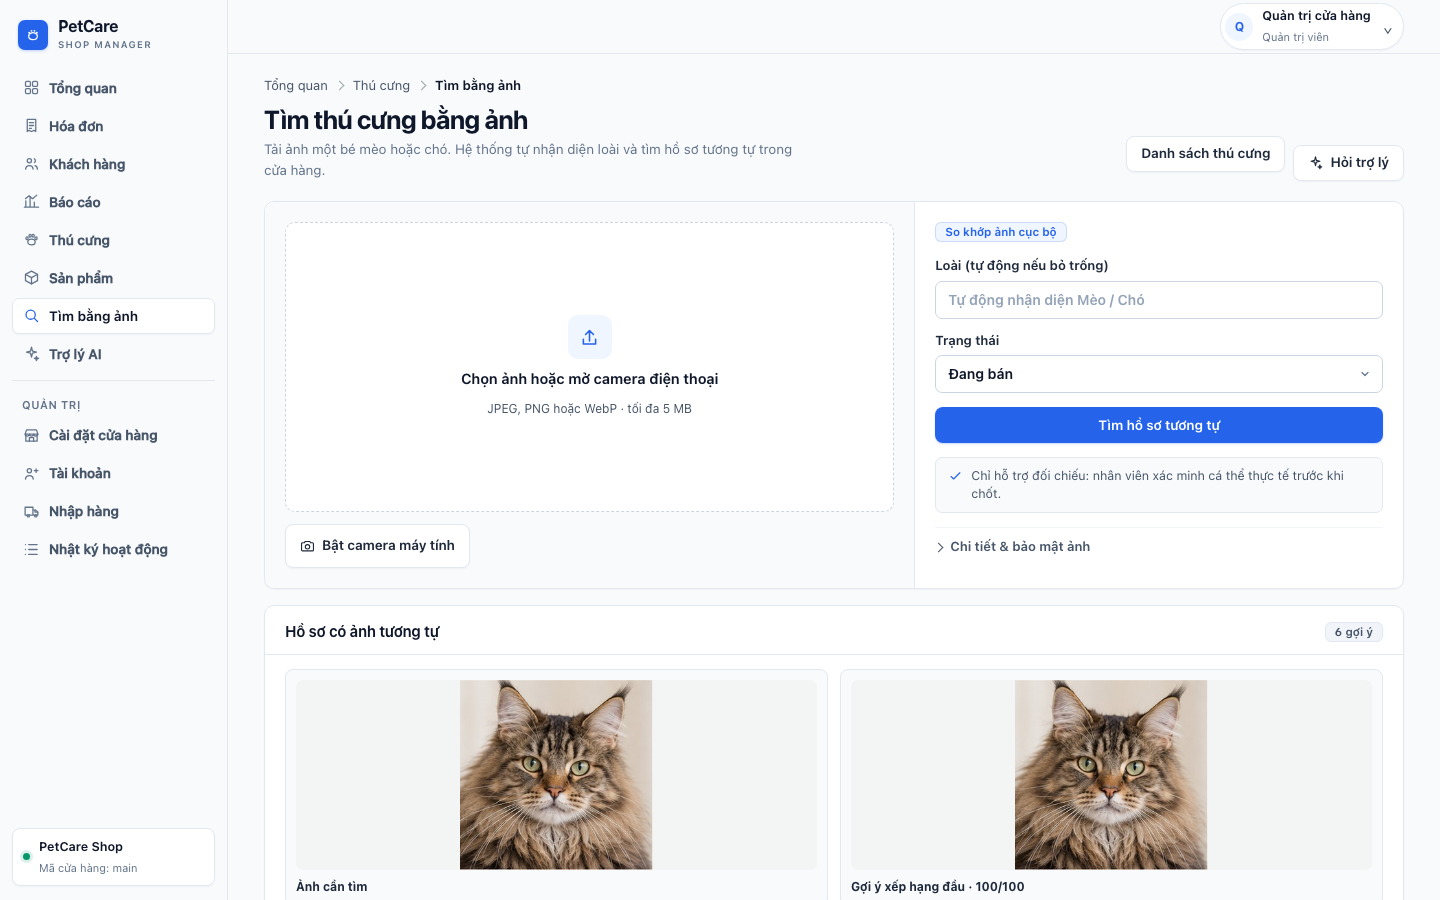 PetCare
SHOP MANAGER
Tổng quan
Hóa đơn
Khách hàng
Báo cáo
Thú cưng
Sản phẩm
Tìm bằng ảnh
Trợ lý AI
QUẢN TRỊ
Cài đặt cửa hàng
Tài khoản
Nhập hàng
Nhật ký hoạt động
PetCare Shop
Mã cửa hàng: main
Q
Quản trị cửa hàng
Quản trị viên
Tổng quan
Thú cưng
Tìm bằng ảnh
Tìm thú cưng bằng ảnh
Tải ảnh một bé mèo hoặc chó. Hệ thống tự nhận diện loài và tìm hồ sơ tương tự trong
cửa hàng.
Danh sách thú cưng
Hỏi trợ lý
Chọn ảnh hoặc mở camera điện thoại
JPEG, PNG hoặc WebP · tối đa 5 MB
Bật camera máy tính
So khớp ảnh cục bộ
Loài (tự động nếu bỏ trống)
Tự động nhận diện Mèo / Chó
Trạng thái
Đang bán
Tìm hồ sơ tương tự
Chỉ hỗ trợ đối chiếu: nhân viên xác minh cá thể thực tế trước khi
chốt.
Chi tiết & bảo mật ảnh
Hồ sơ có ảnh tương tự
6 gợi ý
Ảnh cần tìm
Gợi ý xếp hạng đầu · 100/100